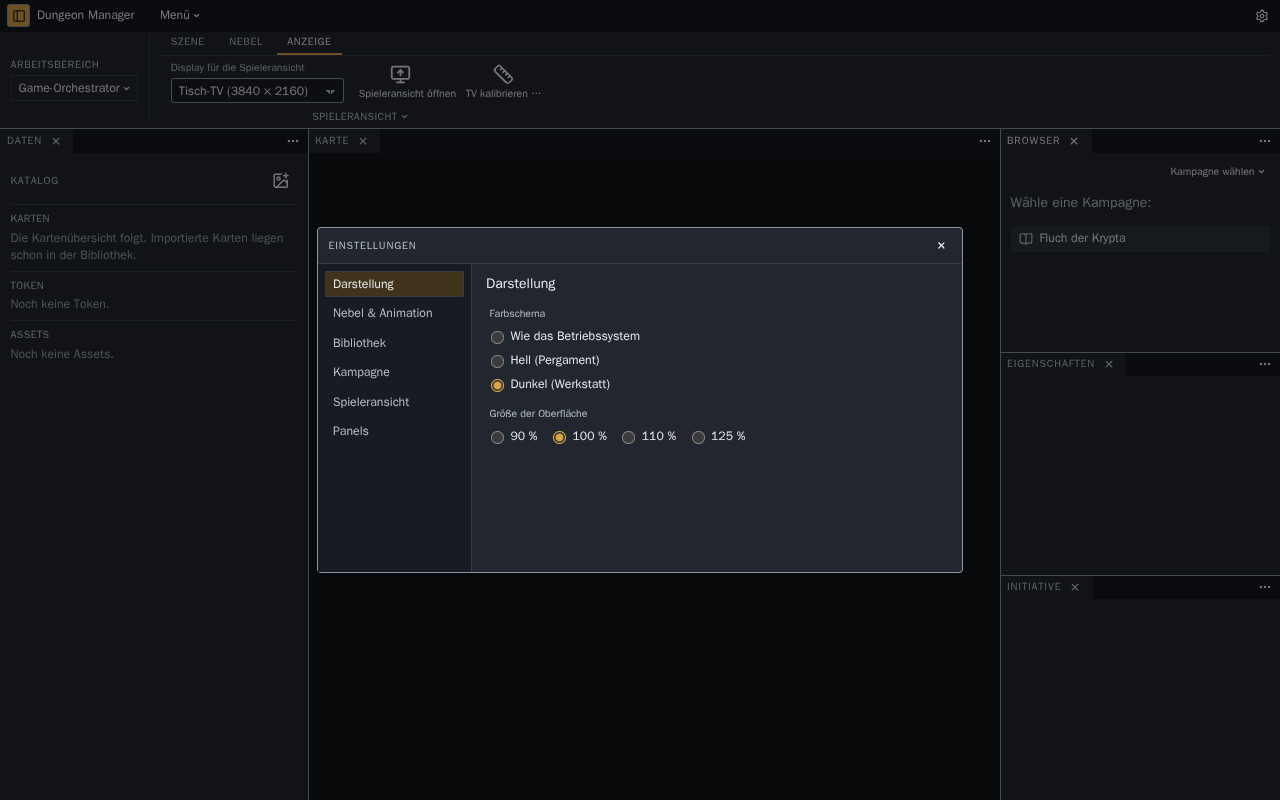 Dungeon Manager
Menü
SZENE NEBEL ANZEIGE
ARBEITSBEREICH
Game-Orchestrator
Display für die Spieleransicht
Tisch-TV (3840 × 2160)
Spieleransicht öffnen
TV kalibrieren ···
SPIELERANSICHT
DATEN
KATALOG
KARTEN
Die Kartenübersicht folgt. Importierte Karten liegen
schon in der Bibliothek.
TOKEN
Noch keine Token.
ASSETS
Noch keine Assets.
KARTE
EINSTELLUNGEN
Darstellung
Nebel & Animation
Bibliothek
Kampagne
Spieleransicht
Panels
Darstellung
Farbschema
Wie das Betriebssystem
Hell (Pergament)
Dunkel (Werkstatt)
Größe der Oberfläche
90 % 100 % 110 % 125 %
BROWSER
Kampagne wählen
Wähle eine Kampagne:
Fluch der Krypta
EIGENSCHAFTEN
INITIATIVE